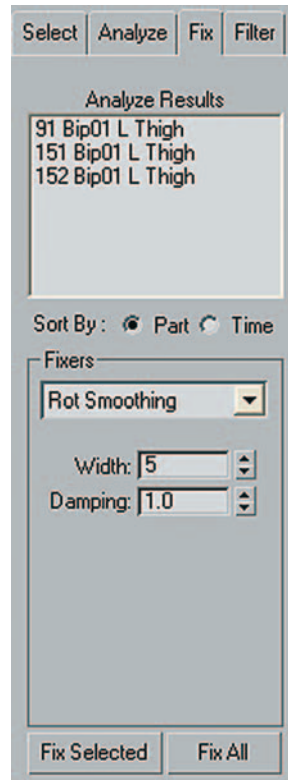 Select Analyze Fix Filter
Analyze Results
91 Bip01 L Thigh
151 Bip01 L Thigh
152 Bip01 L Thigh
Sort By : Part Time
Fixers
Rot Smoothing
Width: 5
Damping: 1.0
Fix Selected Fix All